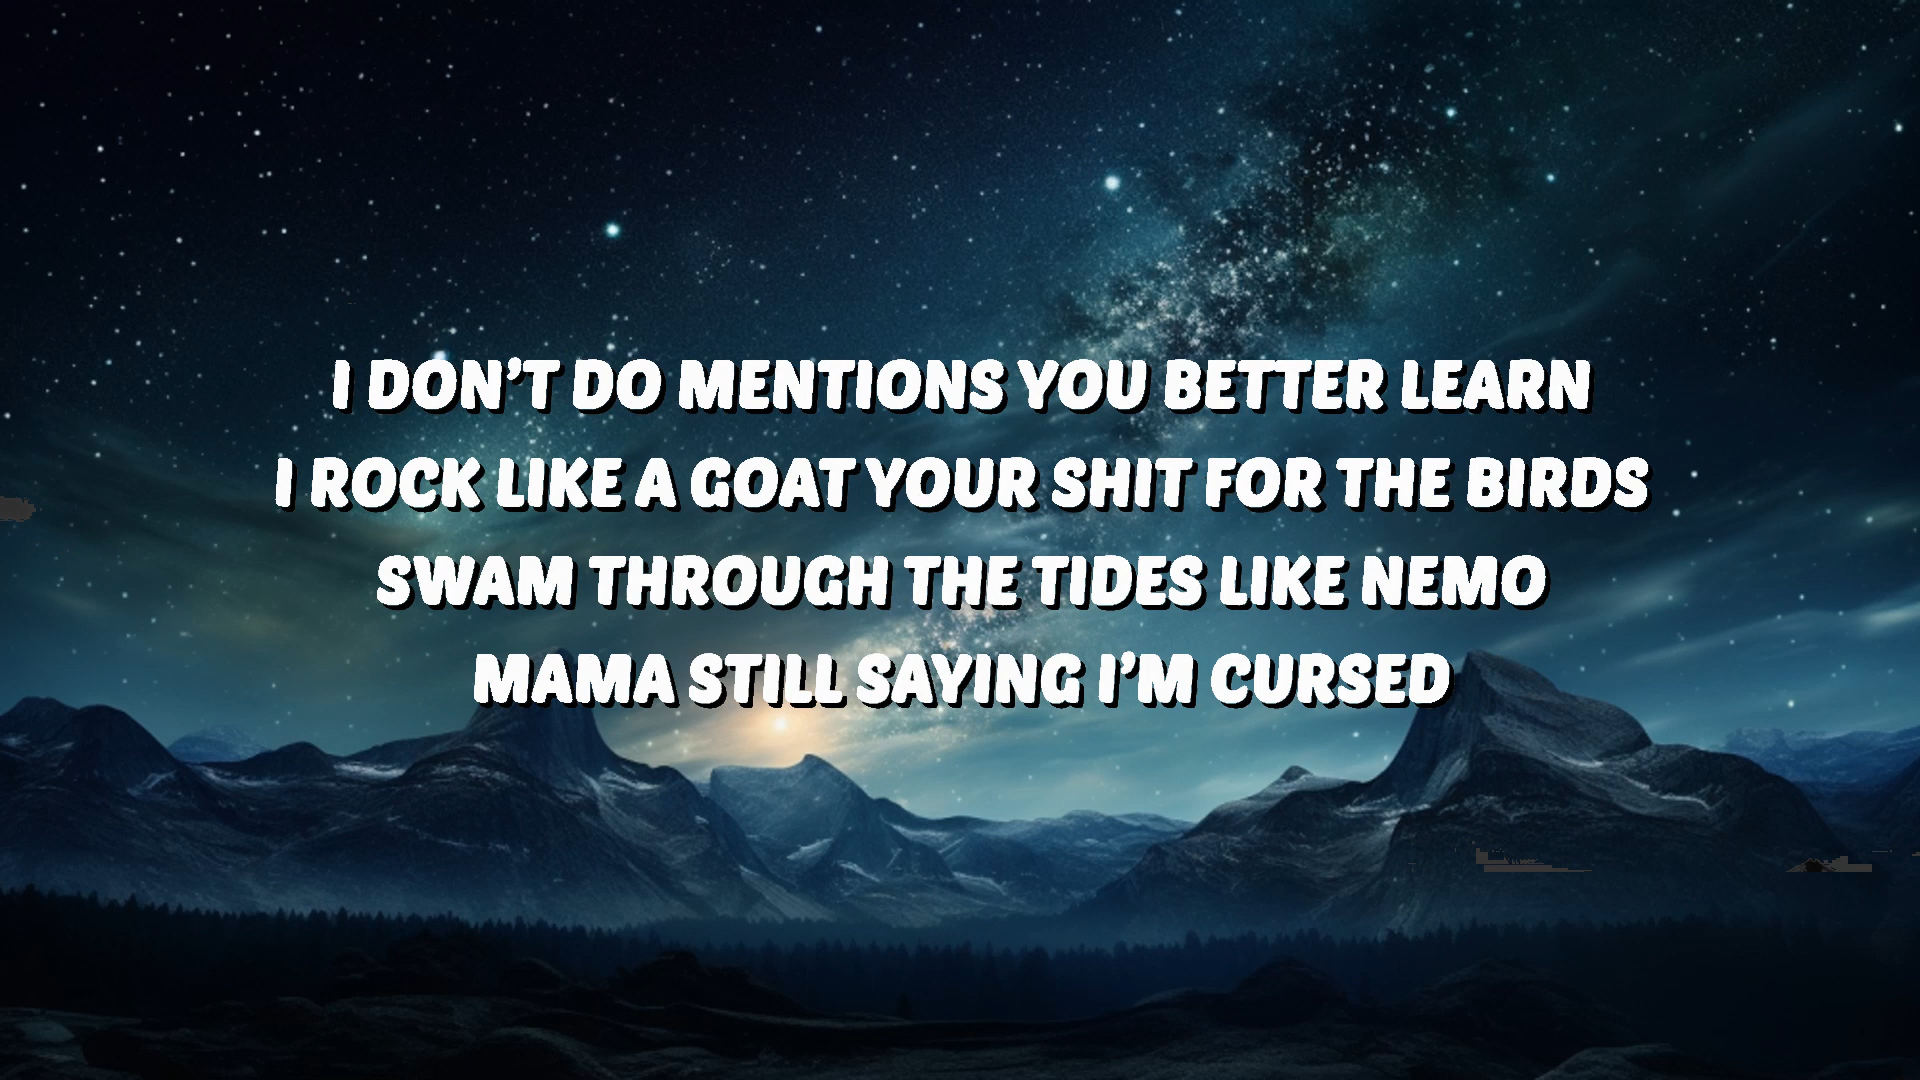 I DON’T DO MENTIONS YOU BETTER LEARN
I ROCK LIKE A GOAT YOUR SHIT FOR THE BIRDS
SWAM THROUGH THE TIDES LIKE NEMO
MAMA STILL SAYING I’M CURSED